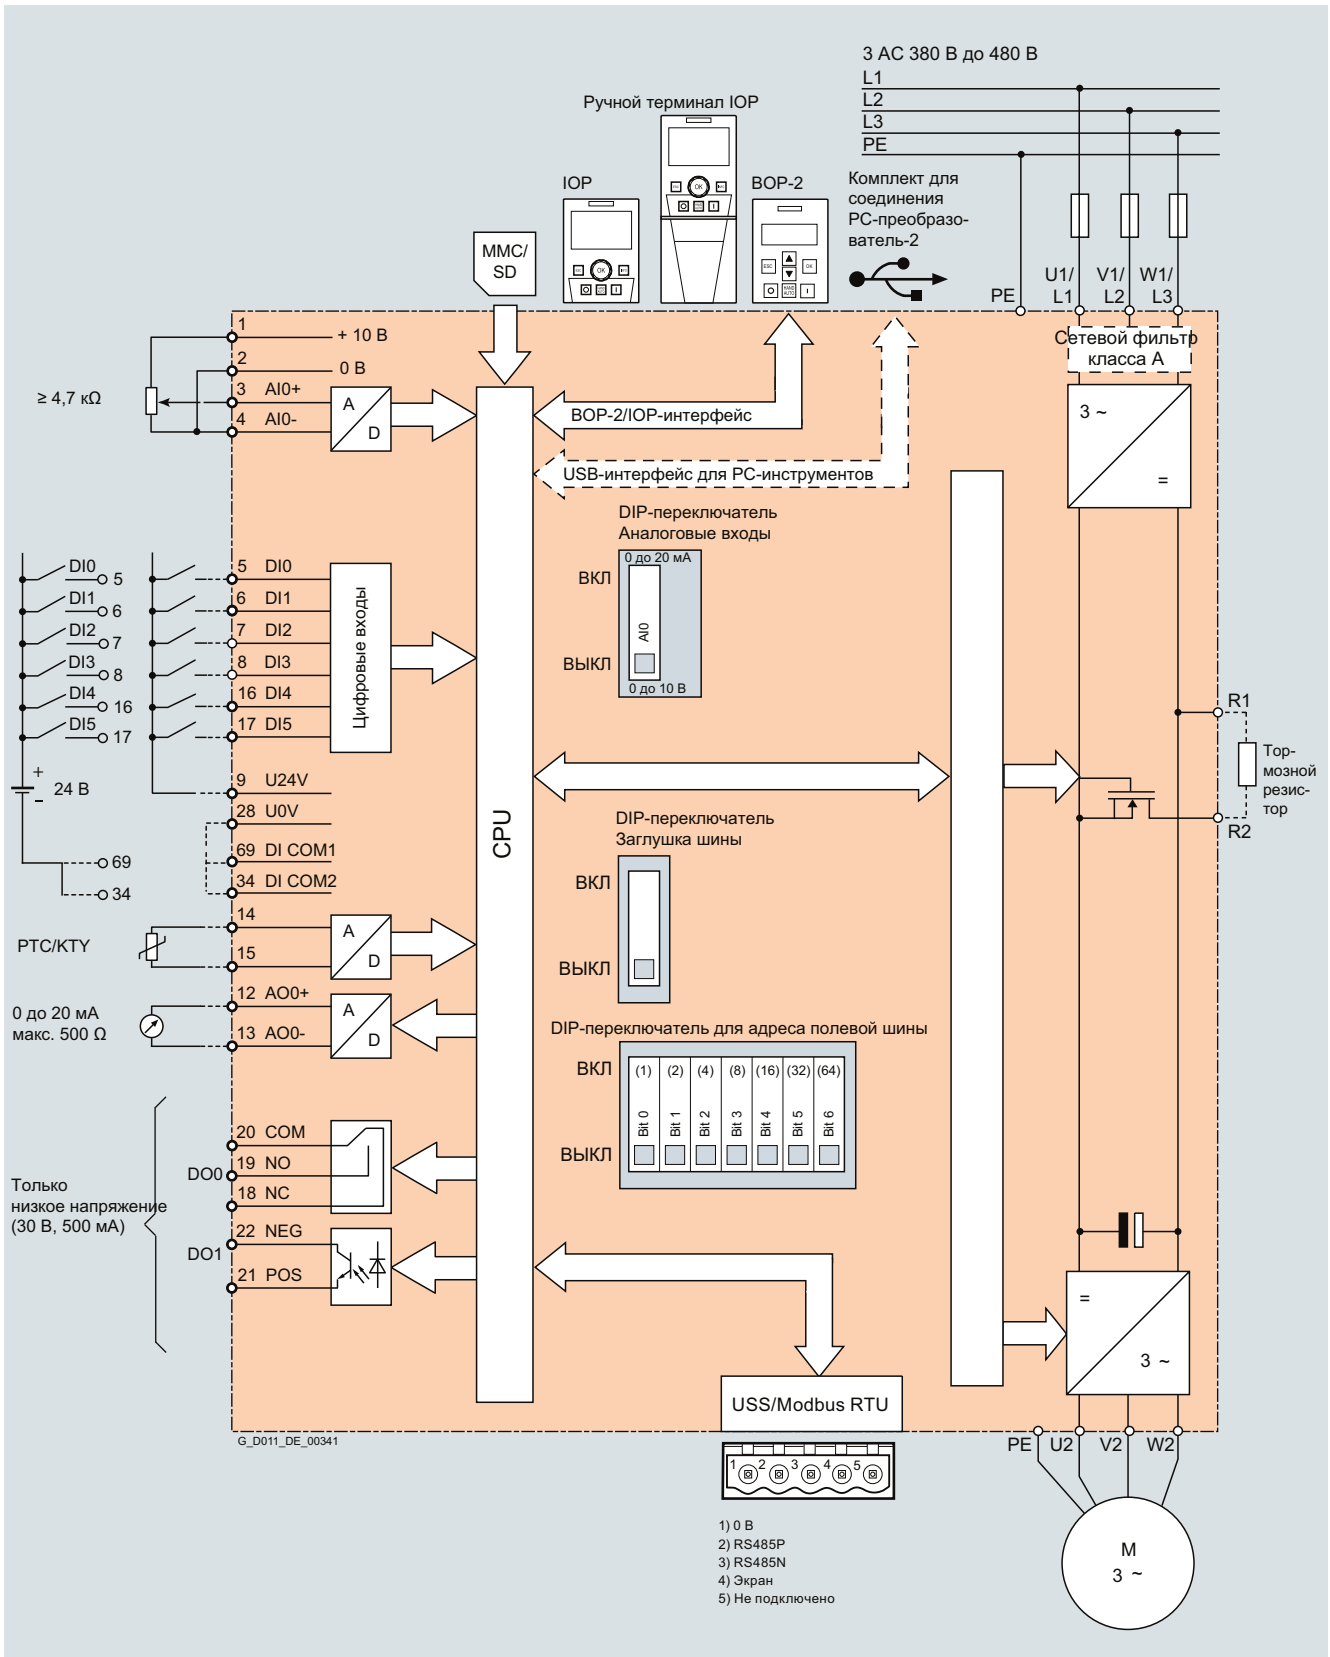 3 AC 380 В до 480 В
L1
L2
L3
PE
Ручной терминал IOP
IOP
BOP-2
Комплект для
соединения
PC-преобразо-
ватель-2
MMC/
SD
ESC
OK
HAND
AUTO
PE
U1/
L1
V1/
L2
W1/
L3
Сетевой фильтр
класса A
3 ~
=
1
+ 10 В
2
0 В
≥ 4,7 кΩ
3 AI0+
4 AI0-
A
D
BOP-2/IOP-интерфейс
USB-интерфейс для PC-инструментов
DIP-переключатель
Аналоговые входы
0 до 20 мА
ВКЛ
AI0
ВЫКЛ
0 до 10 В
DI0
5
DI1
6
DI2
7
DI3
8
DI4
16
DI5
17
5 DI0
6 DI1
7 DI2
8 DI3
16 DI4
17 DI5
Цифровые входы
CPU
+
-
24 В
9 U24V
28 U0V
69 DI COM1
34 DI COM2
69
34
R1
Тор-
мозной
резис-
тор
R2
DIP-переключатель
Заглушка шины
ВКЛ
ВЫКЛ
PTC/KTY
14
15
A
D
0 до 20 мА
макс. 500 Ω
12 AO0+
13 AO0-
A
D
DIP-переключатель для адреса полевой шины
ВКЛ
(1) (2) (4) (8) (16) (32) (64)
Bit 0 Bit 1 Bit 2 Bit 3 Bit 4 Bit 5 Bit 6
ВЫКЛ
Только
низкое напряжение
(30 В, 500 мА)
DO0
20 COM
19 NO
18 NC
DO1
22 NEG
21 POS
=
3 ~
USS/Modbus RTU
G_D011_DE_00341
1 2 3 4 5
PE U2 V2 W2
M
3 ~
1) 0 В
2) RS485P
3) RS485N
4) Экран
5) Не подключено